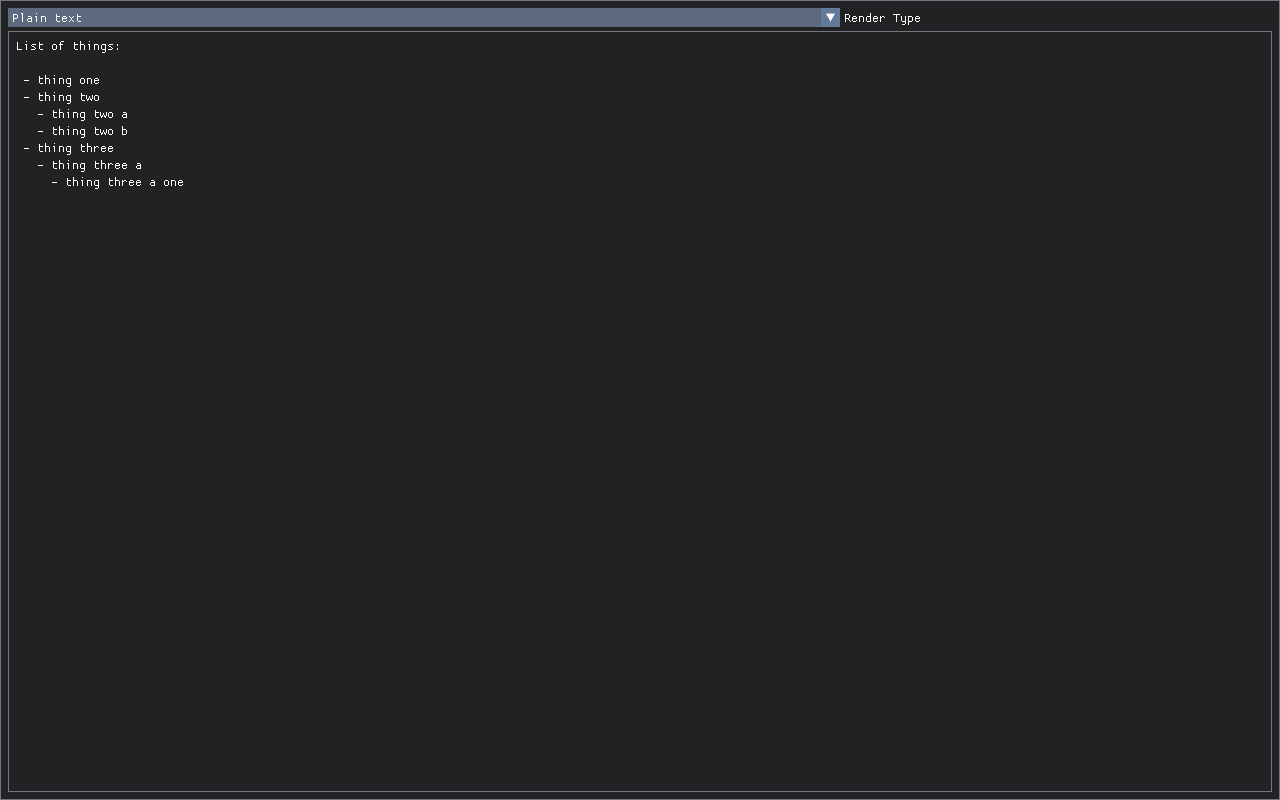 Plain text
Render Type
List of things:

 - thing one
 - thing two
   - thing two a
   - thing two b
 - thing three
   - thing three a
     - thing three a one